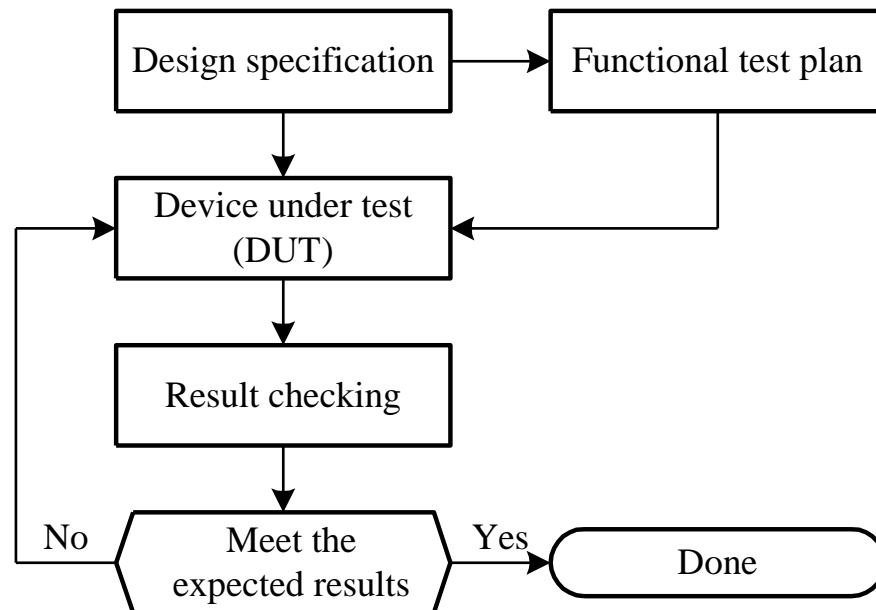 Design specification
Functional test plan
Device under test
(DUT)
Result checking
No
Meet the
expected results
Yes
Done